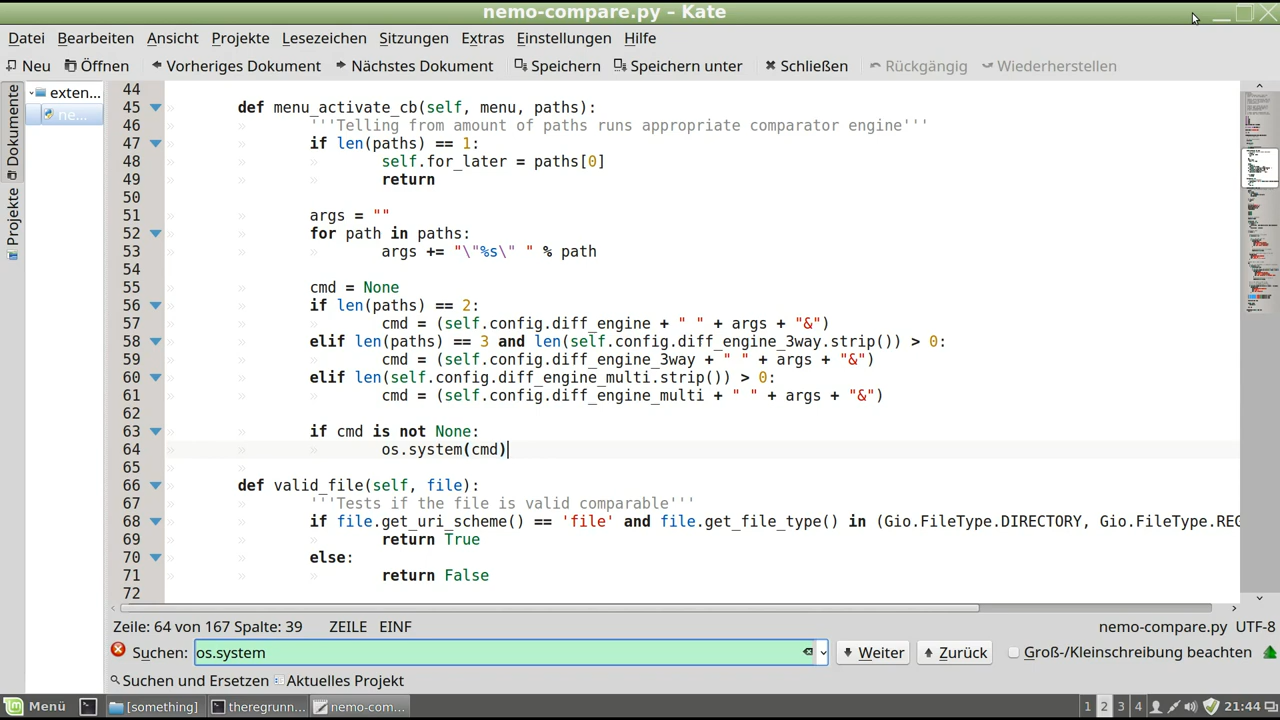 nemo-compare.py – Kate
Datei Bearbeiten Ansicht Projekte Lesezeichen Sitzungen Extras Einstellungen Hilfe
Neu Öffnen Vorheriges Dokument Nächstes Dokument Speichern Speichern unter Schließen Rückgängig Wiederherstellen
Dokumente
Projekte
exten...
ne...
44
45 def menu_activate_cb(self, menu, paths):
46 '''Telling from amount of paths runs appropriate comparator engine'''
47 if len(paths) == 1:
48 self.for_later = paths[0]
49 return
50
51 args = ""
52 for path in paths:
53 args += "\"%s\" " % path
54
55 cmd = None
56 if len(paths) == 2:
57 cmd = (self.config.diff_engine + " " + args + "&")
58 elif len(paths) == 3 and len(self.config.diff_engine_3way.strip()) > 0:
59 cmd = (self.config.diff_engine_3way + " " + args + "&")
60 elif len(self.config.diff_engine_multi.strip()) > 0:
61 cmd = (self.config.diff_engine_multi + " " + args + "&")
62
63 if cmd is not None:
64 os.system(cmd)
65
66 def valid_file(self, file):
67 '''Tests if the file is valid comparable'''
68 if file.get_uri_scheme() == 'file' and file.get_file_type() in (Gio.FileType.DIRECTORY, Gio.FileType.REG
69 return True
70 else:
71 return False
72
Zeile: 64 von 167 Spalte: 39 ZEILE EINF nemo-compare.py UTF-8
Suchen: os.system Weiter Zurück Groß-/Kleinschreibung beachten
Suchen und Ersetzen Aktuelles Projekt
Menü [something] theregrunn... nemo-com... 1 2 3 4 21:44